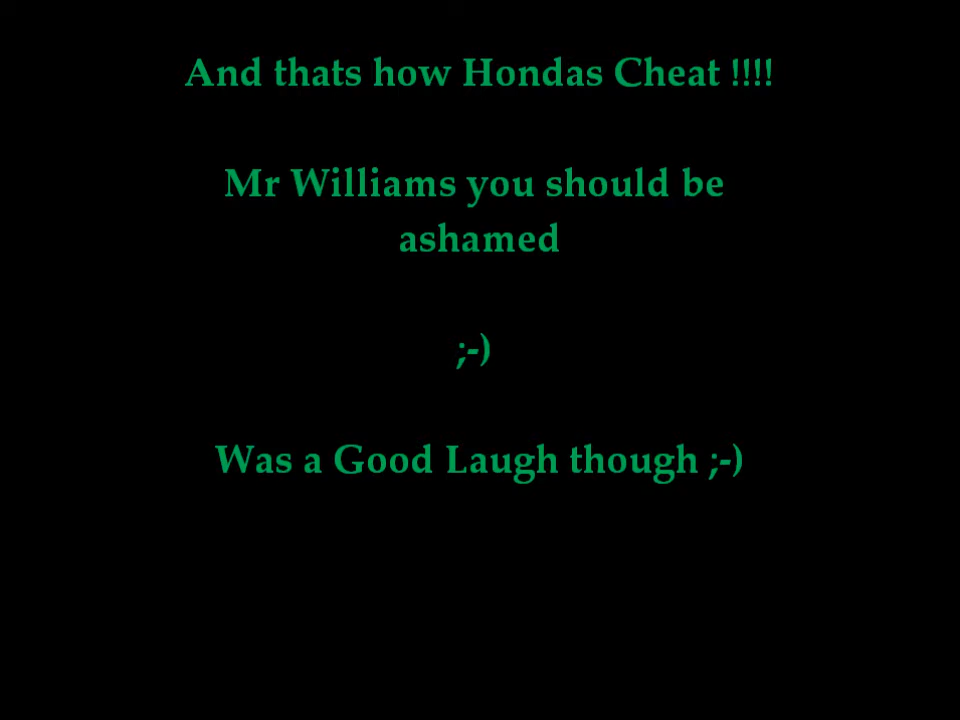 And thats how Hondas Cheat !!!!
Mr Williams you should be
ashamed
;-)
Was a Good Laugh though ;-)